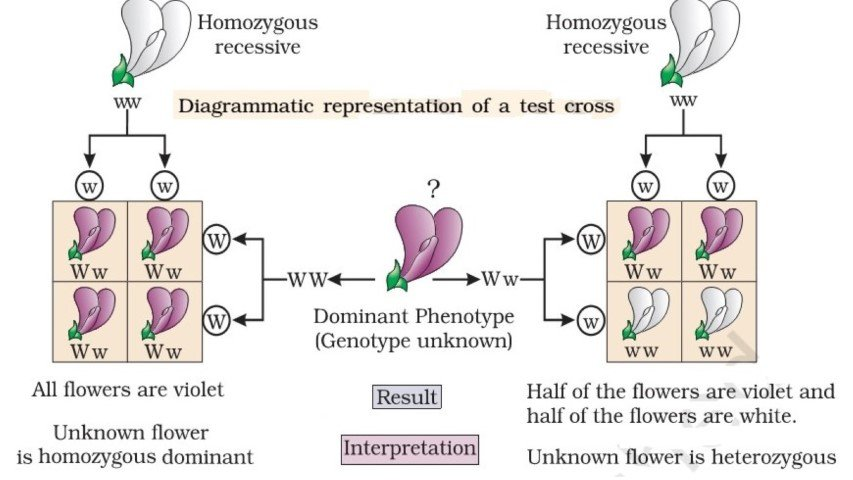 Homozygous
recessive
Homozygous
recessive
ww
ww
Diagrammatic representation of a test cross
w
w
w
w
?
Ww
Ww
W
WW
Ww
W
Ww
Ww
Ww
Ww
W
w
ww
ww
Dominant Phenotype
(Genotype unknown)
All flowers are violet
Result
Half of the flowers are violet and
half of the flowers are white.
Unknown flower
is homozygous dominant
Interpretation
Unknown flower is heterozygous